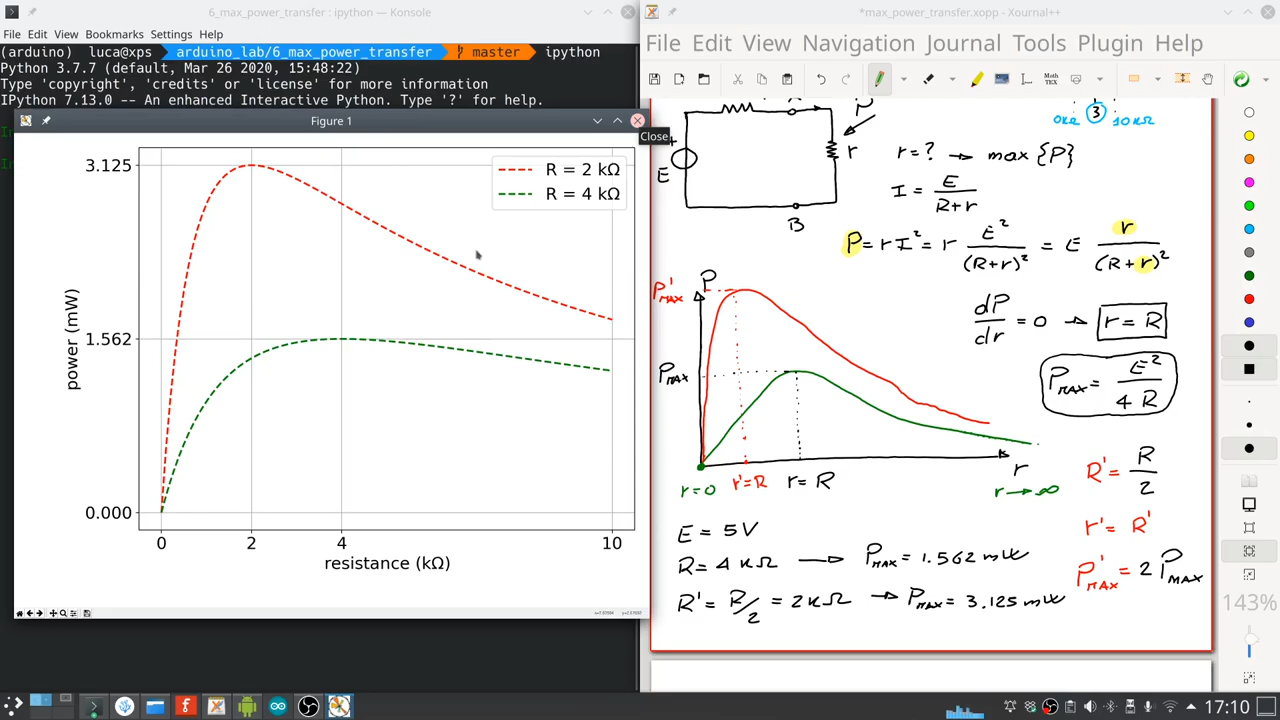 6_max_power_transfer : ipython — Konsole
File Edit View Bookmarks Settings Help
(arduino) luca@xps arduino_lab/6_max_power_transfer master ipython
Python 3.7.7 (default, Mar 26 2020, 15:48:22)
Type 'copyright', 'credits' or 'license' for more information
IPython 7.13.0 -- An enhanced Interactive Python. Type '?' for help.
Figure 1
Close
3.125
1.562
0.000
power (mW)
R = 2 kΩ
R = 4 kΩ
0 2 4 10
resistance (kΩ)
*max_power_transfer.xopp - Xournal++
File Edit View Navigation Journal Tools Plugin Help
0kΩ 3 10kΩ
P
E
r
B
r = ? → max {P}
I = E / (R+r)
P = r I² = r E² / (R+r)² = E r / (R+r)²
P'MAX
P
dP/dr = 0 → r = R
PMAX
PMAX = E² / 4R
r=0 r'=R r=R r→∞ r
R' = R/2
r' = R'
P'MAX = 2 PMAX
E = 5V
R = 4 kΩ → PMAX = 1.562 mW
R' = R/2 = 2kΩ → PMAX = 3.125 mW
143%
17:10